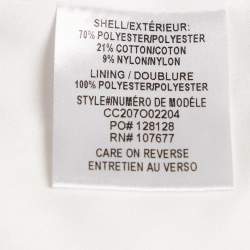 SHELL/EXTÉRIEUR:
70% POLYESTER/POLYESTER
21% COTTON/COTON
9% NYLON/NYLON
LINING / DOUBLURE
100% POLYESTER/POLYESTER
STYLE#/NUMÉRO DE MODÈLE
CC207O02204
PO# 128128
RN# 107677
CARE ON REVERSE
ENTRETIEN AU VERSO